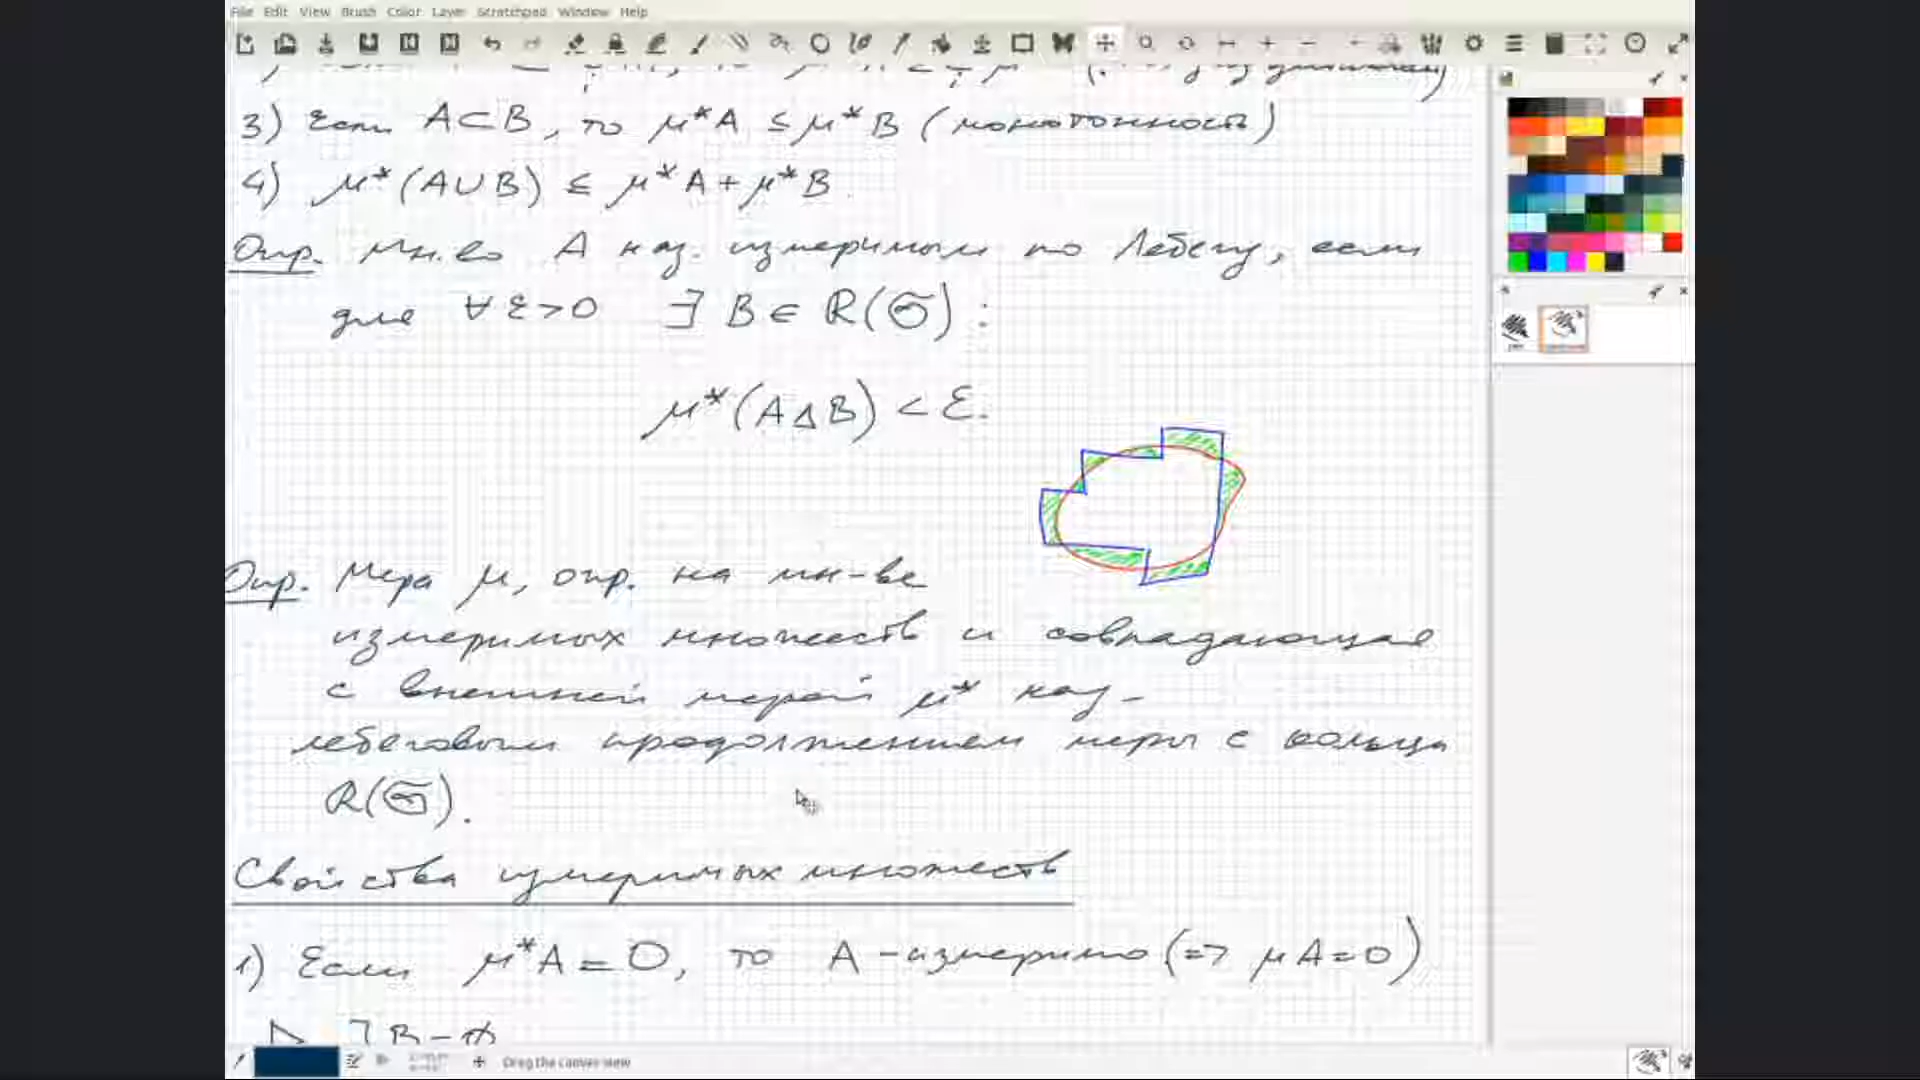 File Edit View Brush Color Layer Scratchpad Window Help
3) Если A⊂B, то μ*A ≤ μ*B (монотонность)
4) μ*(A∪B) ≤ μ*A + μ*B
Опр. Мн.во A наз. измеримым по Лебегу, если
для ∀ ε>0 ∃ B ∈ R(𝔖) :
μ*(A△B) < ε.
Опр. Мера μ, опр. на мн-ве
измеримых множеств и совпадающая
с внешней мерой μ* наз.
лебеговым продолжением меры с кольца
R(𝔖).
Свойства измеримых множеств
1) Если μ*A = 0, то A - измеримо (=> μA=0)
Drag the canvas view